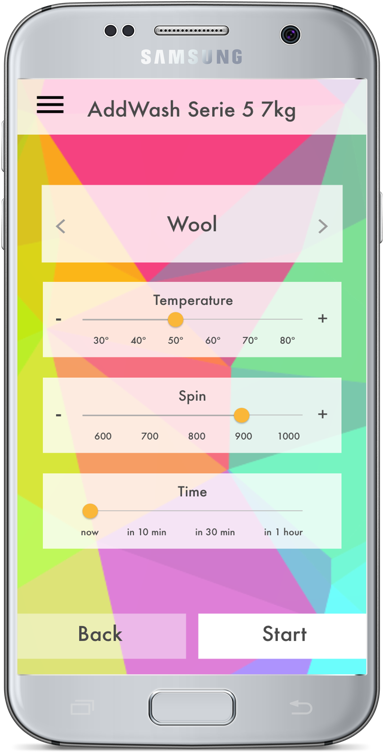 SAMSUNG
AddWash Serie 5 7kg
< Wool >
Temperature
- +
30° 40° 50° 60° 70° 80°
Spin
- +
600 700 800 900 1000
Time
now in 10 min in 30 min in 1 hour
Back Start